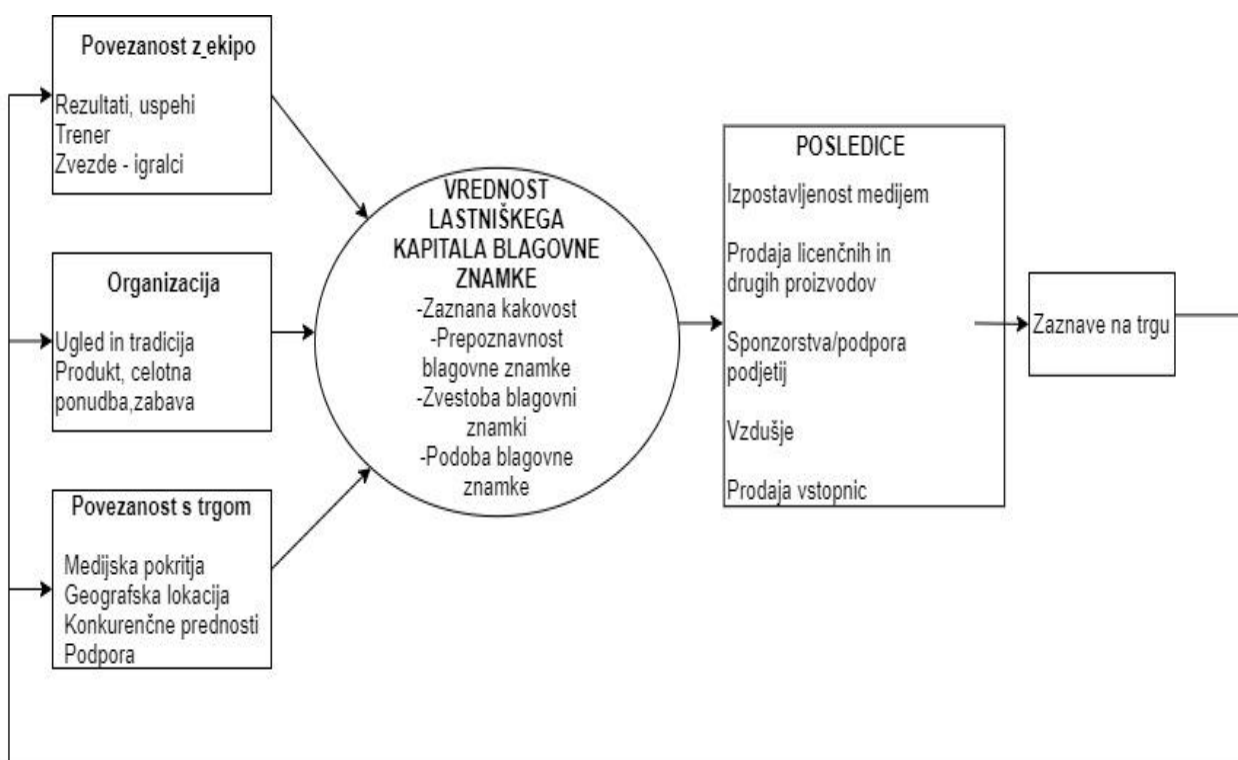 Povezanost z_ekipo
Rezultati, uspehi
Trener
Zvezde - igralci
Organizacija
Ugled in tradicija
Produkt, celotna
ponudba,zabava
Povezanost s trgom
Medijska pokritja
Geografska lokacija
Konkurenčne prednosti
Podpora
VREDNOST
LASTNIŠKEGA
KAPITALA BLAGOVNE
ZNAMKE
-Zaznana kakovost
-Prepoznavnost
blagovne znamke
-Zvestoba blagovni
znamki
-Podoba blagovne
znamke
POSLEDICE
Izpostavljenost medijem
Prodaja licenčnih in
drugih proizvodov
Sponzorstva/podpora
podjetij
Vzdušje
Prodaja vstopnic
Zaznave na trgu